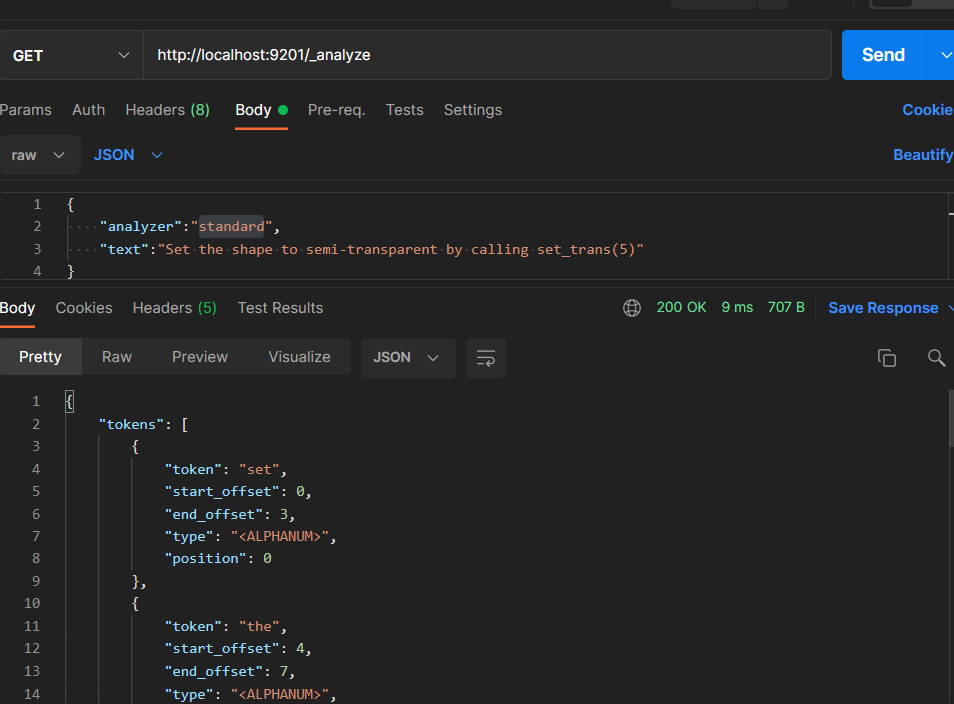 GET http://localhost:9201/_analyze Send
Params Auth Headers (8) Body Pre-req. Tests Settings Cookie
raw JSON Beautify
1 {
2 "analyzer":"standard",
3 "text":"Set the shape to semi-transparent by calling set_trans(5)"
4 }
Body Cookies Headers (5) Test Results 200 OK 9 ms 707 B Save Response
Pretty Raw Preview Visualize JSON
1 {
2 "tokens": [
3 {
4 "token": "set",
5 "start_offset": 0,
6 "end_offset": 3,
7 "type": "<ALPHANUM>",
8 "position": 0
9 },
10 {
11 "token": "the",
12 "start_offset": 4,
13 "end_offset": 7,
14 "type": "<ALPHANUM>",